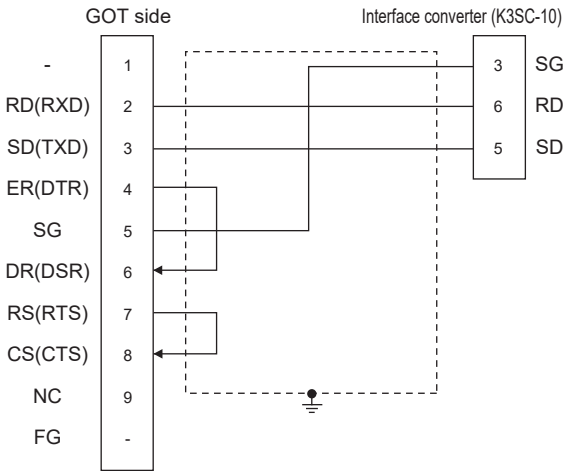 GOT side Interface converter (K3SC-10)
- 1 3 SG
RD(RXD) 2 6 RD
SD(TXD) 3 5 SD
ER(DTR) 4
SG 5
DR(DSR) 6
RS(RTS) 7
CS(CTS) 8
NC 9
FG -